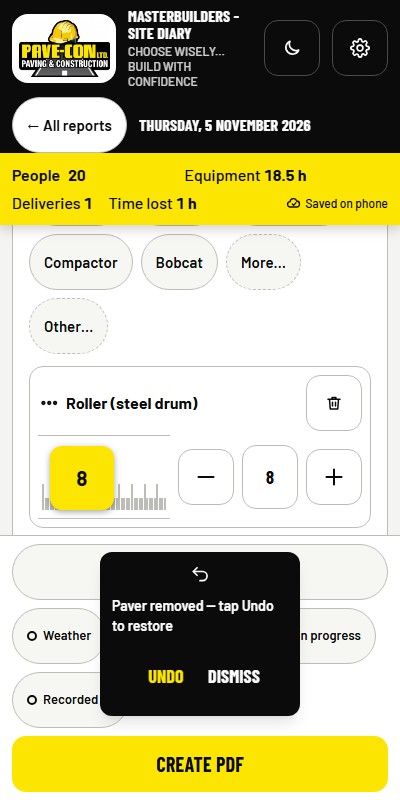 PAVE-CON LTD.
PAVING & CONSTRUCTION
MASTERBUILDERS -
SITE DIARY
CHOOSE WISELY...
BUILD WITH
CONFIDENCE
← All reports
THURSDAY, 5 NOVEMBER 2026
People 20
Equipment 18.5 h
Deliveries 1
Time lost 1 h
Saved on phone
Compactor
Bobcat
More...
Other...
Roller (steel drum)
8
8
Paver removed — tap Undo
to restore
UNDO
DISMISS
Weather
n progress
Recorded
CREATE PDF